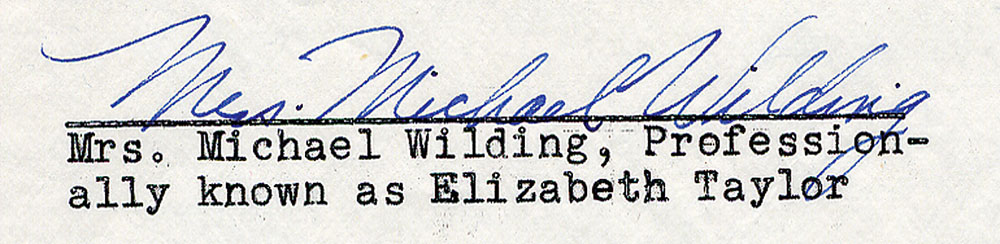 Mrs. Michael Wilding
Mrs. Michael Wilding, Profession-
ally known as Elizabeth Taylor